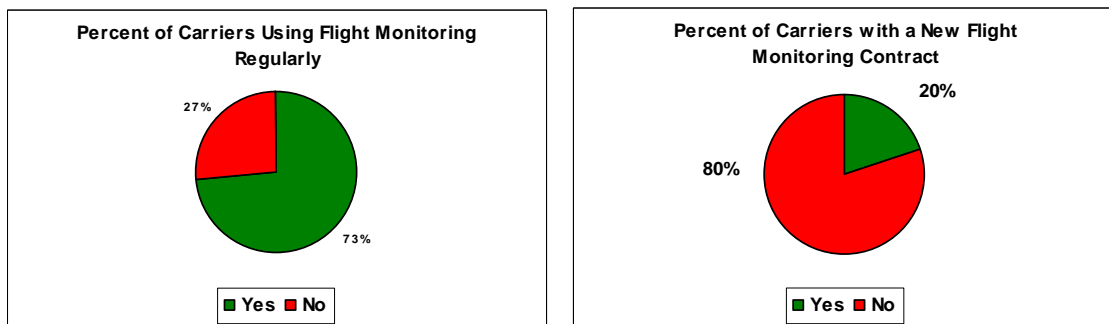 Percent of Carriers Using Flight Monitoring
Regularly
27%
73%
Yes No
Percent of Carriers with a New Flight
Monitoring Contract
20%
80%
Yes No